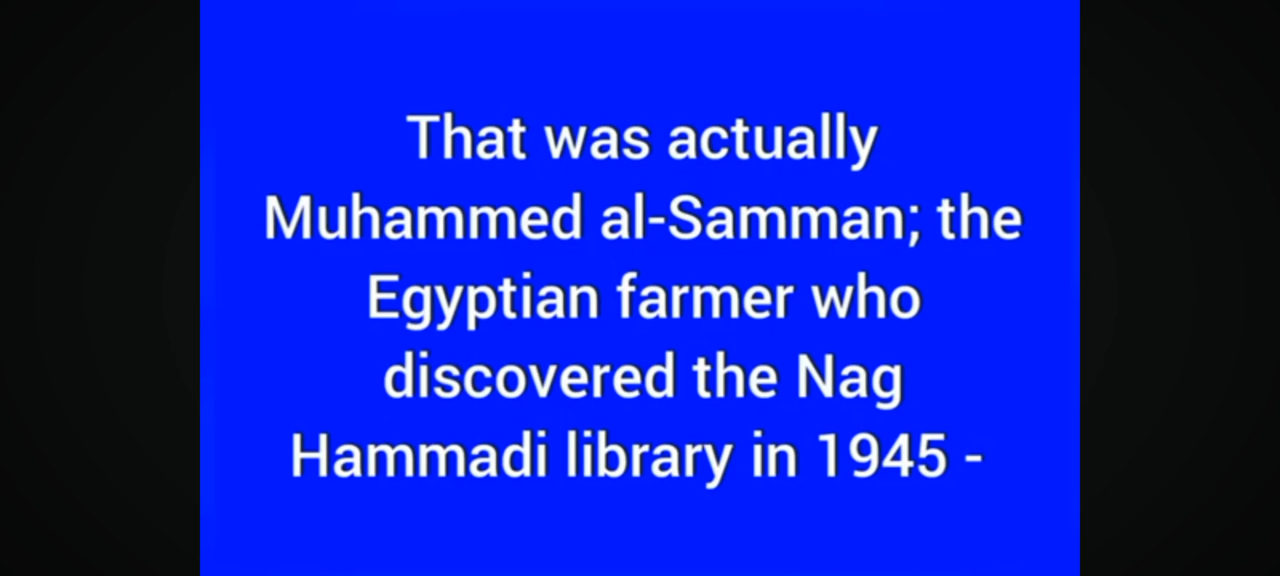 That was actually
Muhammed al-Samman; the
Egyptian farmer who
discovered the Nag
Hammadi library in 1945 -